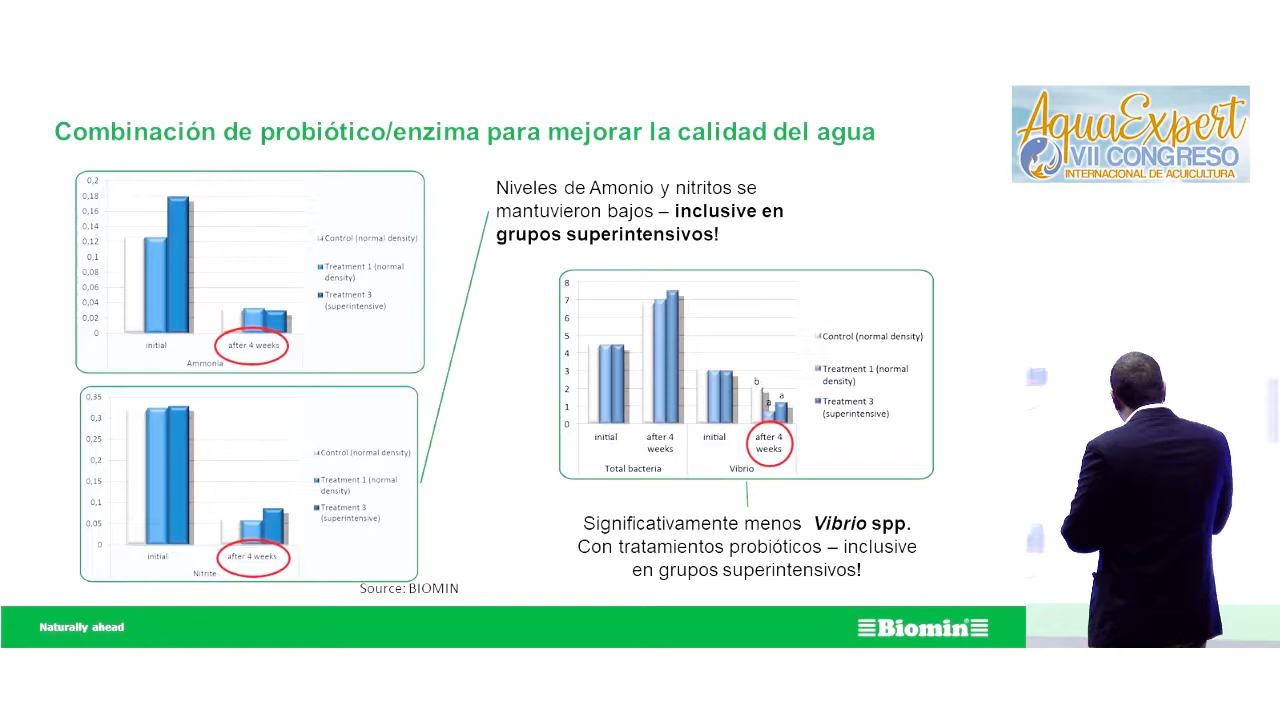 Combinación de probiótico/enzima para mejorar la calidad del agua
AquaExpert
VII CONGRESO
INTERNACIONAL DE ACUICULTURA
0,2
0,18
0,16
0,14
0,12
0,1
0,08
0,06
0,04
0,02
0
initial
after 4 weeks
Ammonia
Control (normal density)
Treatment 1 (normal
density)
Treatment 3
(superintensive)
Niveles de Amonio y nitritos se
mantuvieron bajos – inclusive en
grupos superintensivos!
0,35
0,3
0,25
0,2
0,15
0,1
0,05
0
initial
after 4 weeks
Nitrite
Control (normal density)
Treatment 1 (normal
density)
Treatment 3
(superintensive)
Source: BIOMIN
8
7
6
5
4
3
2
1
0
b
a
a
initial
after 4
weeks
initial
after 4
weeks
Total bacteria
Vibrio
Control (normal density)
Treatment 1 (normal
density)
Treatment 3
(superintensive)
Significativamente menos Vibrio spp.
Con tratamientos probióticos – inclusive
en grupos superintensivos!
Naturally ahead
Biomin®